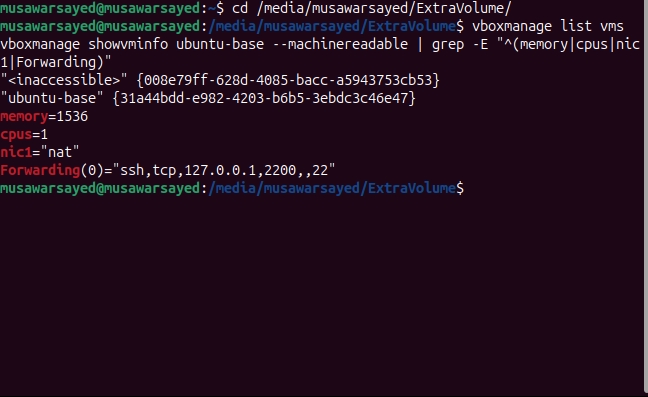 musawarsayed@musawarsayed:~$ cd /media/musawarsayed/ExtraVolume/
musawarsayed@musawarsayed:/media/musawarsayed/ExtraVolume$ vboxmanage list vms
vboxmanage showvminfo ubuntu-base --machinereadable | grep -E "^(memory|cpus|nic
1|Forwarding)"
"<inaccessible>" {008e79ff-628d-4085-bacc-a5943753cb53}
"ubuntu-base" {31a44bdd-e982-4203-b6b5-3ebdc3c46e47}
memory=1536
cpus=1
nic1="nat"
Forwarding(0)="ssh,tcp,127.0.0.1,2200,,22"
musawarsayed@musawarsayed:/media/musawarsayed/ExtraVolume$